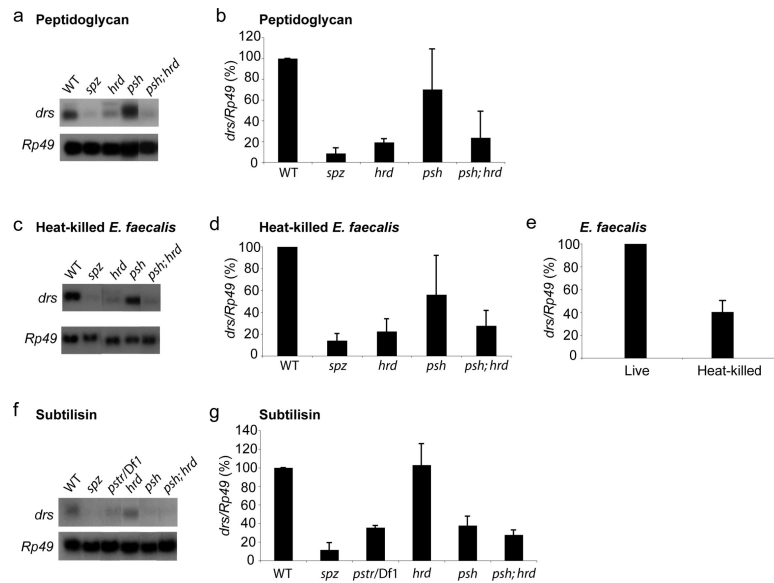 a Peptidoglycan
WT spz hrd psh psh; hrd
drs
Rp49
b Peptidoglycan
drs/Rp49 (%)
120
100
80
60
40
20
0
WT spz hrd psh psh; hrd
c Heat-killed E. faecalis
WT spz hrd psh psh; hrd
drs
Rp49
d Heat-killed E. faecalis
drs/Rp49 (%)
100
80
60
40
20
0
WT spz hrd psh psh; hrd
e E. faecalis
drs/Rp49 (%)
100
80
60
40
20
0
Live Heat-killed
f Subtilisin
WT spz pstr/Df1 hrd psh psh; hrd
drs
Rp49
g Subtilisin
drs/Rp49 (%)
140
120
100
80
60
40
20
0
WT spz pstr/Df1 hrd psh psh; hrd